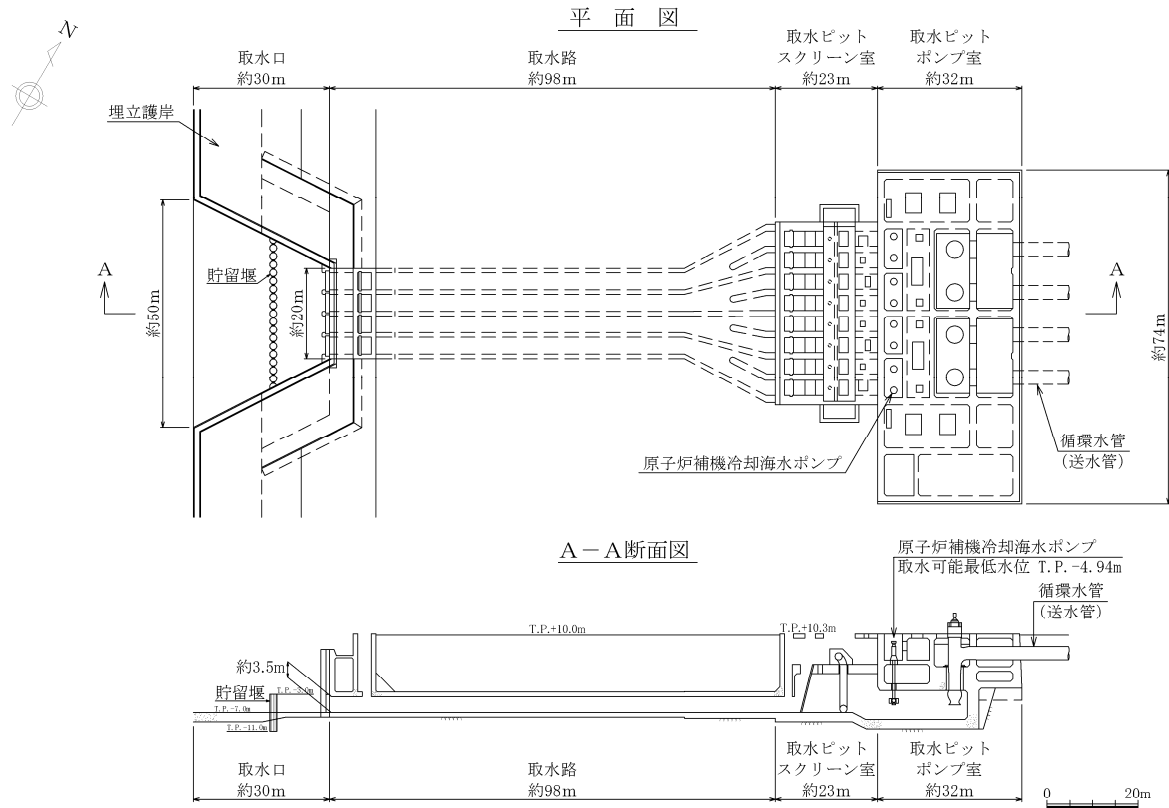 平 面 図
N
取水口
約30m
取水路
約98m
取水ピット
スクリーン室
約23m
取水ピット
ポンプ室
約32m
埋立護岸
A
貯留堰
約50m
約20m
A
約74m
原子炉補機冷却海水ポンプ
循環水管
(送水管)
A－A断面図
原子炉補機冷却海水ポンプ
取水可能最低水位 T.P.-4.94m
循環水管
(送水管)
T.P.+10.0m
T.P.+10.3m
約3.5m
貯留堰
T.P.-7.0m
T.P.-11.0m
取水口
約30m
取水路
約98m
取水ピット
スクリーン室
約23m
取水ピット
ポンプ室
約32m
0 20m